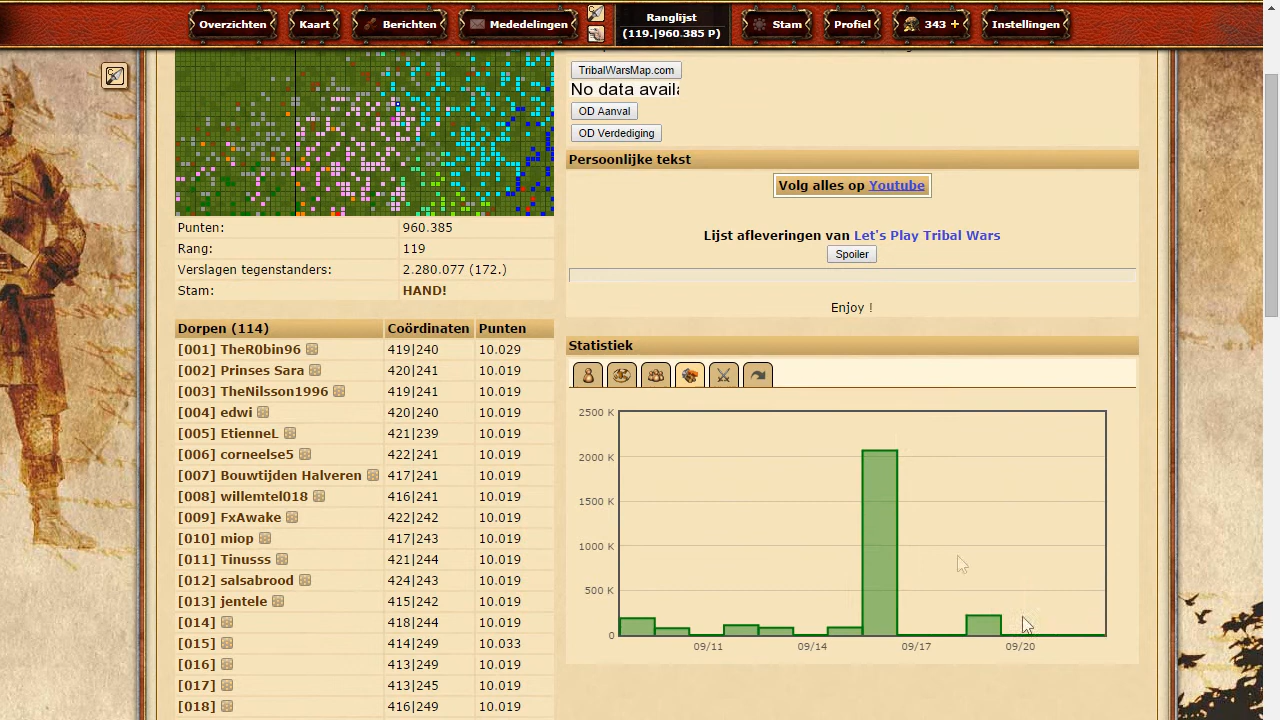 Overzichten
Kaart
Berichten
Mededelingen
Ranglijst
(119.|960.385 P)
Stam
Profiel
343 +
Instellingen
TribalWarsMap.com
OD Aanval
OD Verdediging
Punten: 960.385
Rang: 119
Verslagen tegenstanders: 2.280.077 (172.)
Stam: HAND!
Dorpen (114) Coördinaten Punten
[001] TheR0bin96 419|240 10.029
[002] Prinses Sara 420|241 10.019
[003] TheNilsson1996 419|241 10.019
[004] edwi 420|240 10.019
[005] EtienneL 421|239 10.019
[006] corneelse5 422|241 10.019
[007] Bouwtijden Halveren 417|241 10.019
[008] willemtel018 416|241 10.019
[009] FxAwake 422|242 10.019
[010] miop 417|243 10.019
[011] Tinusss 421|244 10.019
[012] salsabrood 424|243 10.019
[013] jentele 415|242 10.019
[014] 418|244 10.019
[015] 414|249 10.033
[016] 413|249 10.019
[017] 413|245 10.019
[018] 416|249 10.019
No data availa
Persoonlijke tekst
Volg alles op Youtube
Lijst afleveringen van Let's Play Tribal Wars
Spoiler
Enjoy !
Statistiek
2500 K
2000 K
1500 K
1000 K
500 K
0
09/11 09/14 09/17 09/20